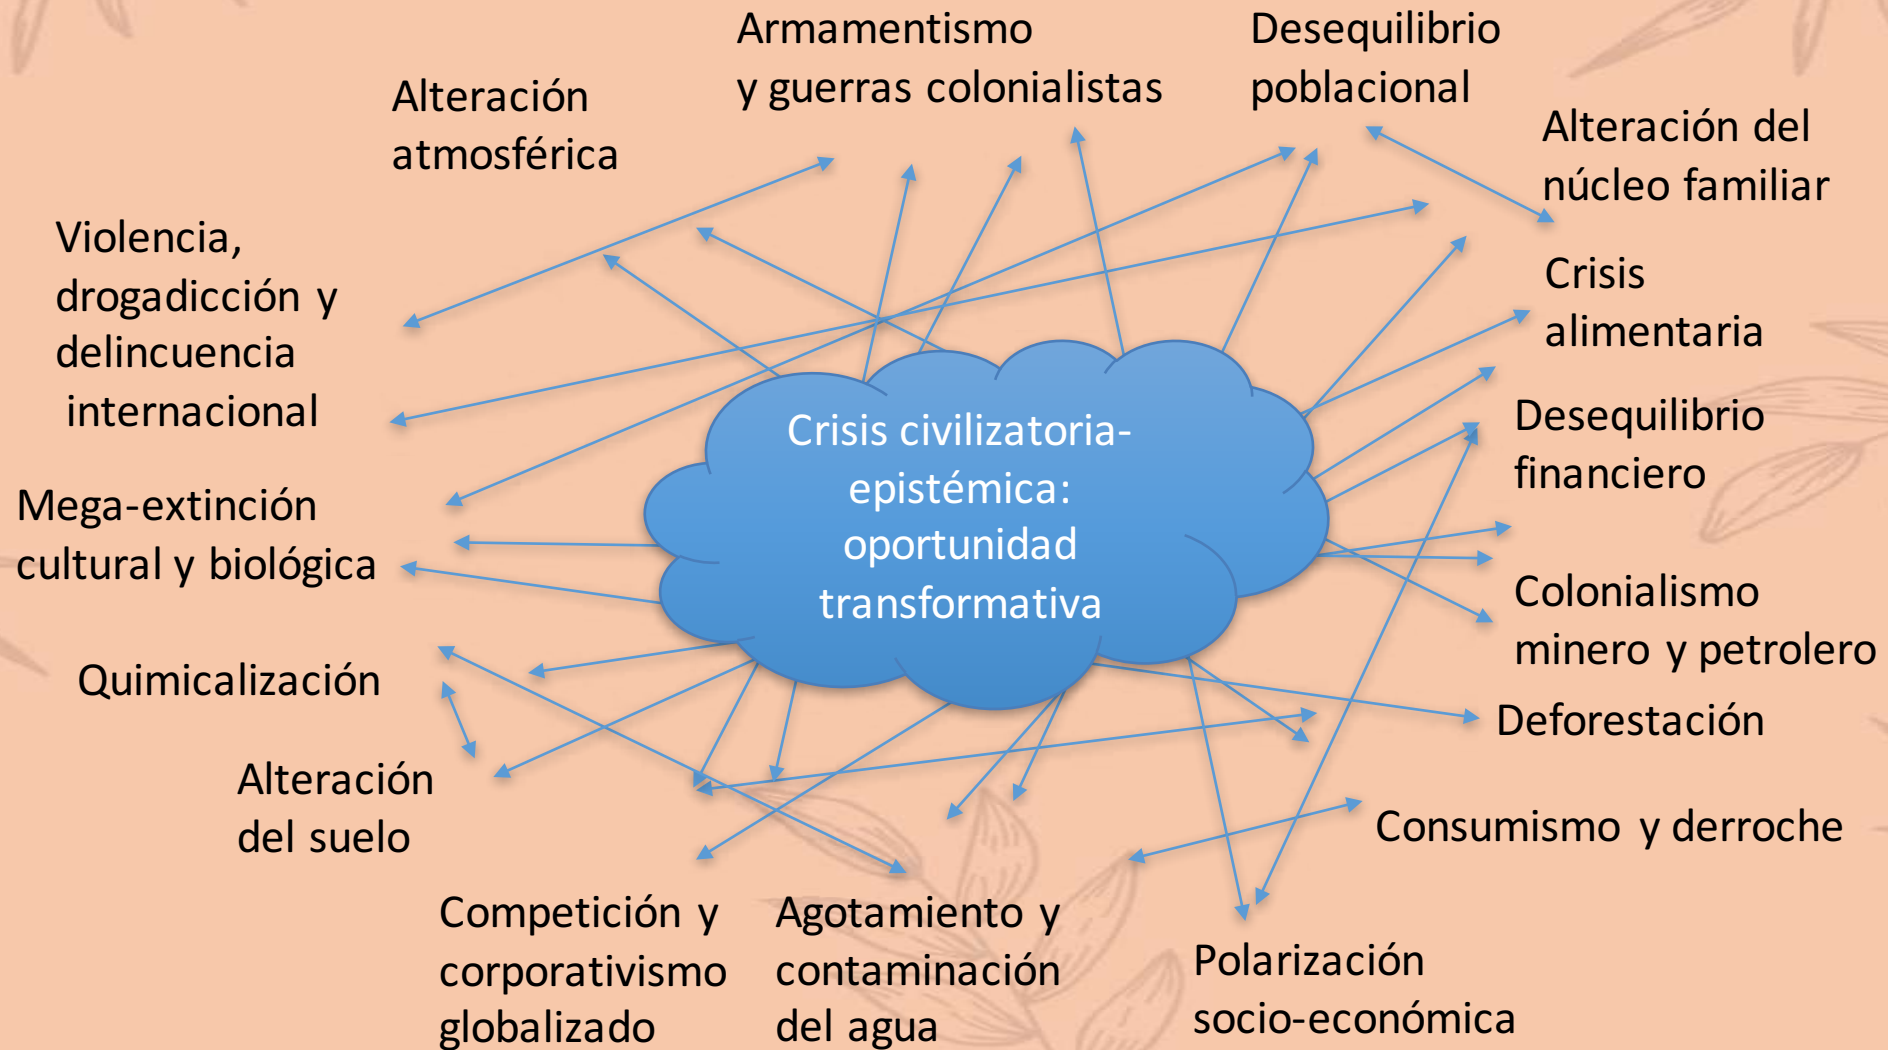 Armamentismo
y guerras colonialistas
Desequilibrio
poblacional
Alteración
atmosférica
Alteración del
núcleo familiar
Violencia,
drogadicción y
delincuencia
internacional
Crisis
alimentaria
Crisis civilizatoria-
epistémica:
oportunidad
transformativa
Desequilibrio
financiero
Mega-extinción
cultural y biológica
Colonialismo
minero y petrolero
Quimicalización
Deforestación
Alteración
del suelo
Consumismo y derroche
Competición y
corporativismo
globalizado
Agotamiento y
contaminación
del agua
Polarización
socio-económica